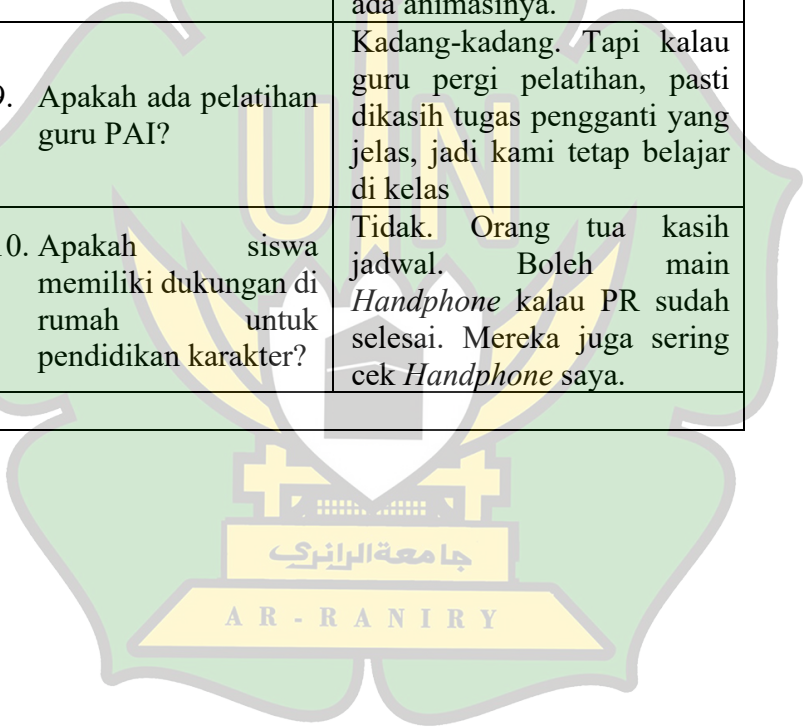 ada animasinya.
9. Apakah ada pelatihan
guru PAI?
Kadang-kadang. Tapi kalau
guru pergi pelatihan, pasti
dikasih tugas pengganti yang
jelas, jadi kami tetap belajar
di kelas
10. Apakah siswa
memiliki dukungan di
rumah untuk
pendidikan karakter?
Tidak. Orang tua kasih
jadwal. Boleh main
Handphone kalau PR sudah
selesai. Mereka juga sering
cek Handphone saya.
UIN
جامعة الرانري
AR-RANIRY